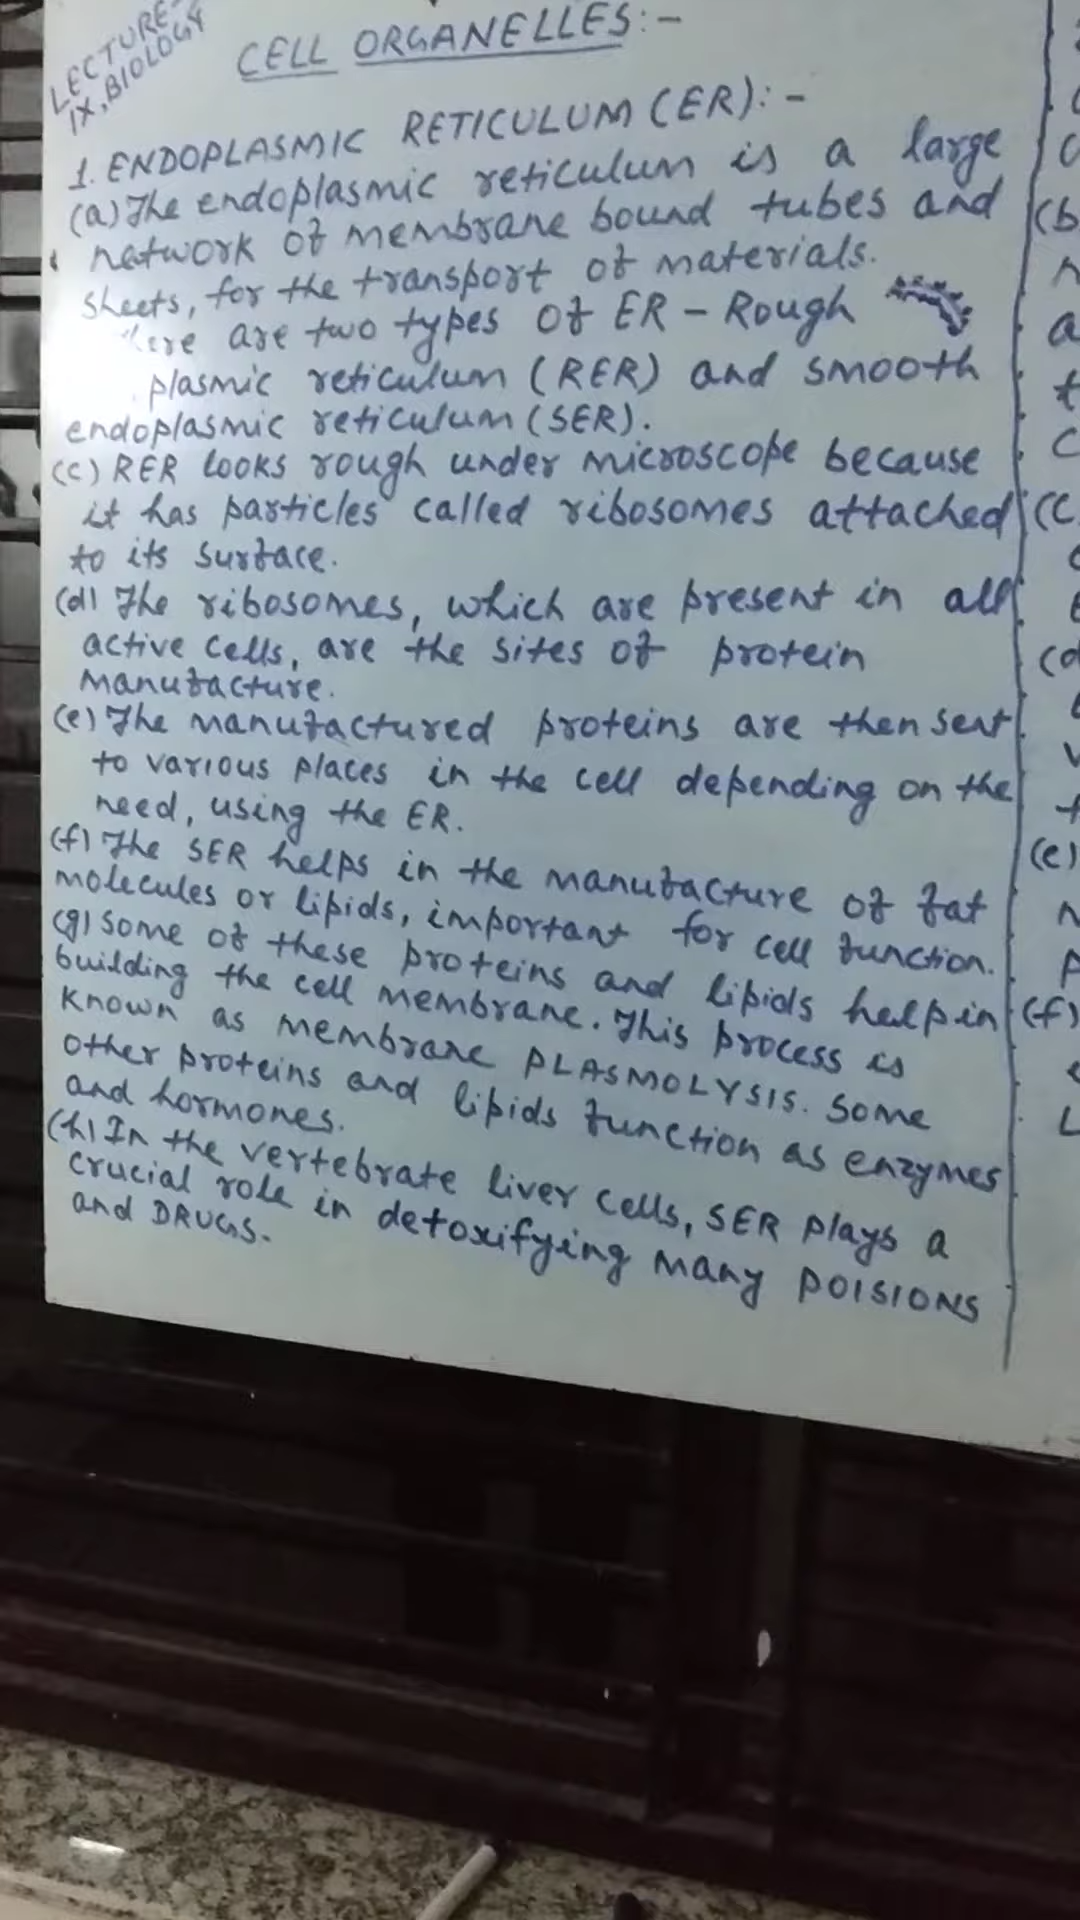 LECTURE-
IX, BIOLOGY
CELL ORGANELLES:-
1. ENDOPLASMIC RETICULUM (ER):-
(a) The endoplasmic reticulum is a large
network of membrane bound tubes and
sheets, for the transport of materials.
are two types of ER - Rough
plasmic reticulum (RER) and smooth
endoplasmic reticulum (SER).
(c) RER looks rough under microscope because
it has particles called ribosomes attached
to its surface.
(d) The ribosomes, which are present in all
active cells, are the sites of protein
manufacture.
(e) The manufactured proteins are then sent
to various places in the cell depending on the
need, using the ER.
(f) The SER helps in the manufacture of fat
molecules or lipids, important for cell function.
(g) Some of these proteins and lipids help in
building the cell membrane. This process is
known as membrane PLASMOLYSIS. Some
other proteins and lipids function as enzymes
and hormones.
(h) In the vertebrate liver cells, SER plays a
crucial role in detoxifying many POISIONS
and DRUGS.
(b
(c
(d
(e)
(f)